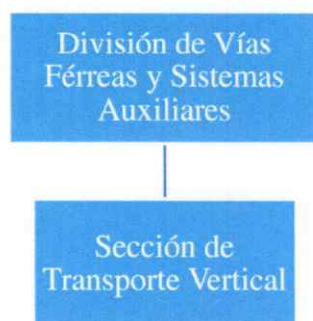 División de Vías
Férreas y Sistemas
Auxiliares
Sección de
Transporte Vertical